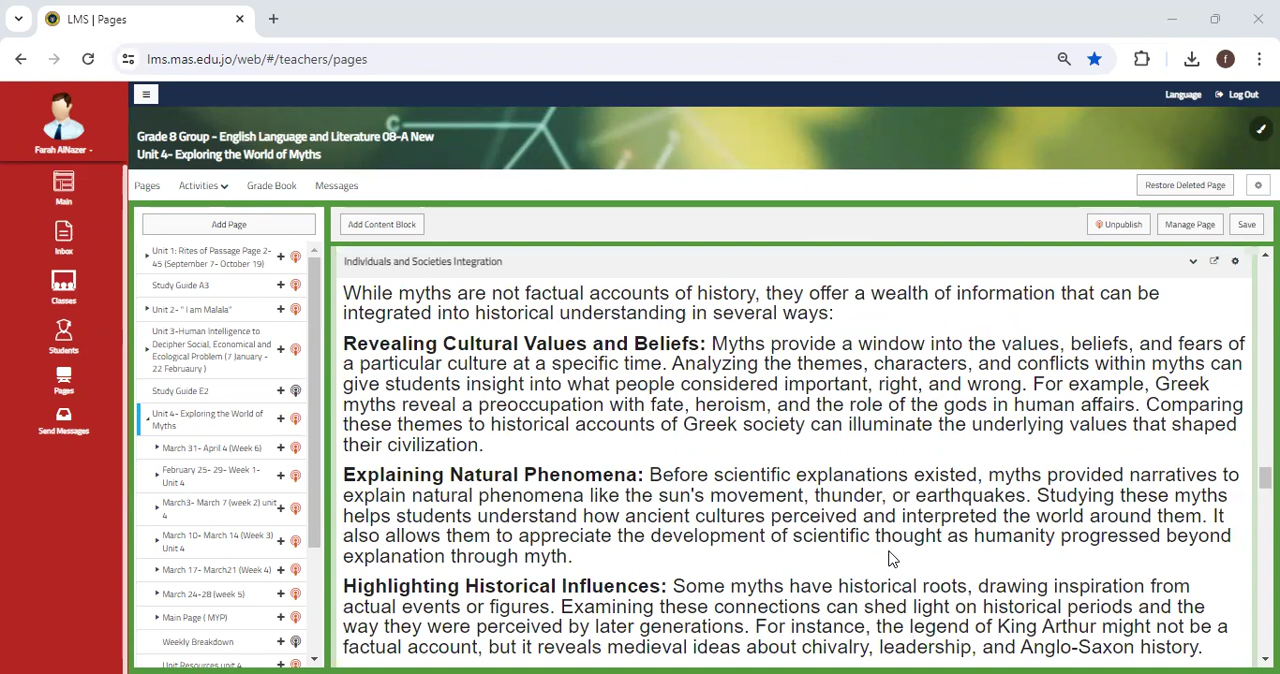 LMS | Pages
lms.mas.edu.jo/web/#/teachers/pages
f
Language
Log Out
Farah AlNazer
Main
Inbox
Classes
Students
Pages
Send Messages
Grade 8 Group - English Language and Literature 08-A New
Unit 4- Exploring the World of Myths
Pages
Activities
Grade Book
Messages
Restore Deleted Page
Add Page
Unit 1: Rites of Passage Page 2-
45 (September 7- October 19)
Study Guide A3
Unit 2- " I am Malala"
Unit 3-Human Intelligence to
Decipher Social, Economical and
Ecological Problem (7 January -
22 Februaury )
Study Guide E2
Unit 4- Exploring the World of
Myths
March 31- April 4 (Week 6)
February 25- 29- Week 1-
Unit 4
March3- March 7 (week 2) unit
4
March 10- March 14 (Week 3)
Unit 4
March 17- March21 (Week 4)
March 24-28 (week 5)
Main Page ( MYP)
Weekly Breakdown
Unit Resources unit 4
Add Content Block
Unpublish
Manage Page
Save
Individuals and Societies Integration
While myths are not factual accounts of history, they offer a wealth of information that can be
integrated into historical understanding in several ways:
Revealing Cultural Values and Beliefs: Myths provide a window into the values, beliefs, and fears of
a particular culture at a specific time. Analyzing the themes, characters, and conflicts within myths can
give students insight into what people considered important, right, and wrong. For example, Greek
myths reveal a preoccupation with fate, heroism, and the role of the gods in human affairs. Comparing
these themes to historical accounts of Greek society can illuminate the underlying values that shaped
their civilization.
Explaining Natural Phenomena: Before scientific explanations existed, myths provided narratives to
explain natural phenomena like the sun's movement, thunder, or earthquakes. Studying these myths
helps students understand how ancient cultures perceived and interpreted the world around them. It
also allows them to appreciate the development of scientific thought as humanity progressed beyond
explanation through myth.
Highlighting Historical Influences: Some myths have historical roots, drawing inspiration from
actual events or figures. Examining these connections can shed light on historical periods and the
way they were perceived by later generations. For instance, the legend of King Arthur might not be a
factual account, but it reveals medieval ideas about chivalry, leadership, and Anglo-Saxon history.